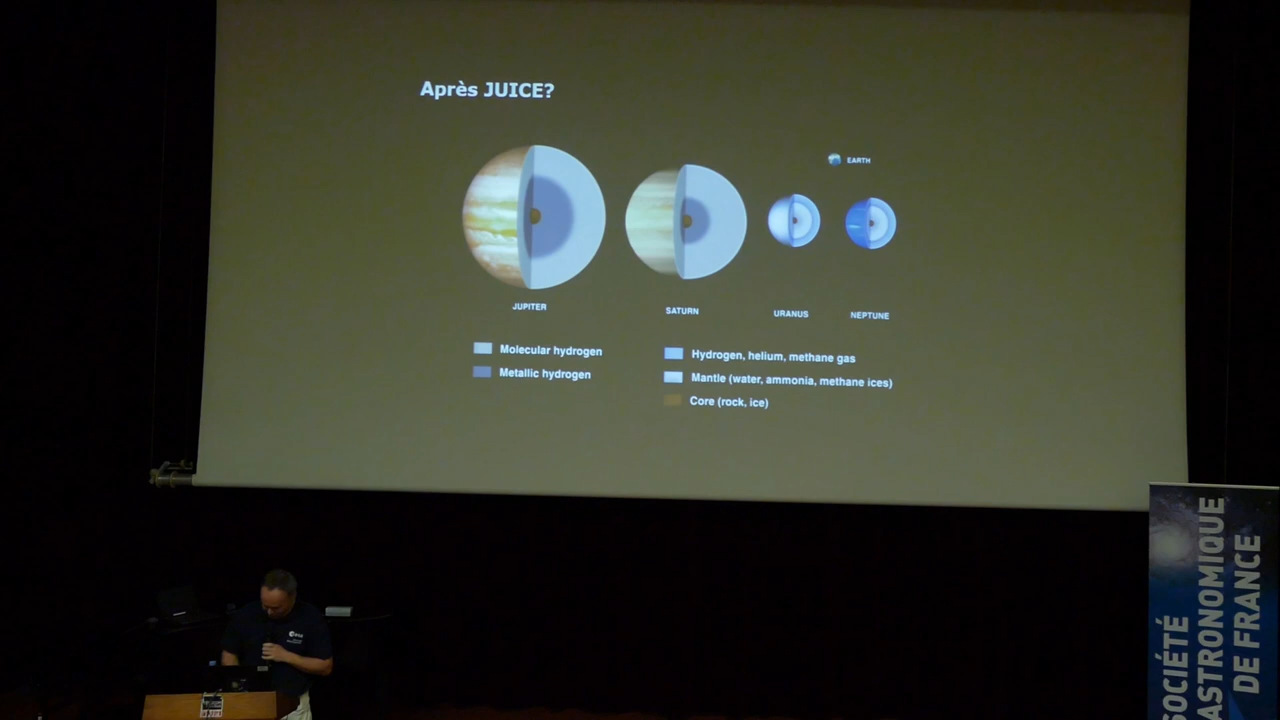 Après JUICE?
EARTH
JUPITER
SATURN
URANUS
NEPTUNE
Molecular hydrogen
Metallic hydrogen
Hydrogen, helium, methane gas
Mantle (water, ammonia, methane ices)
Core (rock, ice)
esa
SOCIÉTÉ
ASTRONOMIQUE
DE FRANCE